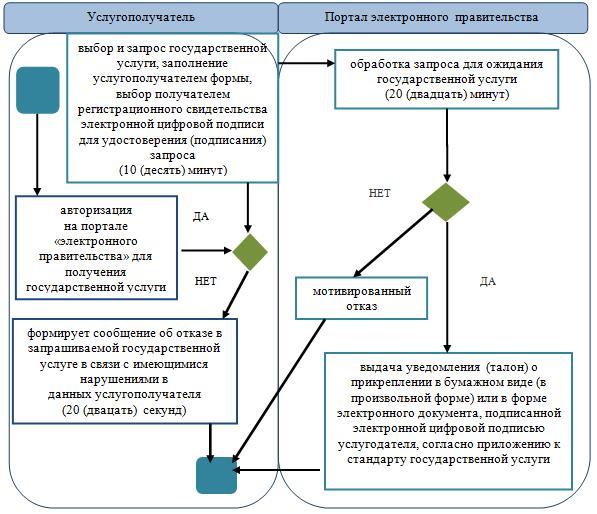 Услугополучатель
Портал электронного правительства
выбор и запрос государственной
услуги, заполнение
услугополучателем формы,
выбор получателем
регистрационного свидетельства
электронной цифровой подписи
для удостоверения (подписания)
запроса
(10 (десять) минут)
обработка запроса для ожидания
государственной услуги
(20 (двадцать) минут)
НЕТ
авторизация
на портале
«электронного
правительства» для
получения
государственной услуги
ДА
НЕТ
мотивированный
отказ
ДА
формирует сообщение об отказе в
запрашиваемой государственной
услуге в связи с имеющимися
нарушениями в
данных услугополучателя
(20 (двацать) секунд)
выдача уведомления (талон) о
прикреплении в бумажном виде (в
произвольной форме) или в форме
электронного документа, подписанной
электронной цифровой подписью
услугодателя, согласно приложению к
стандарту государственной услуги